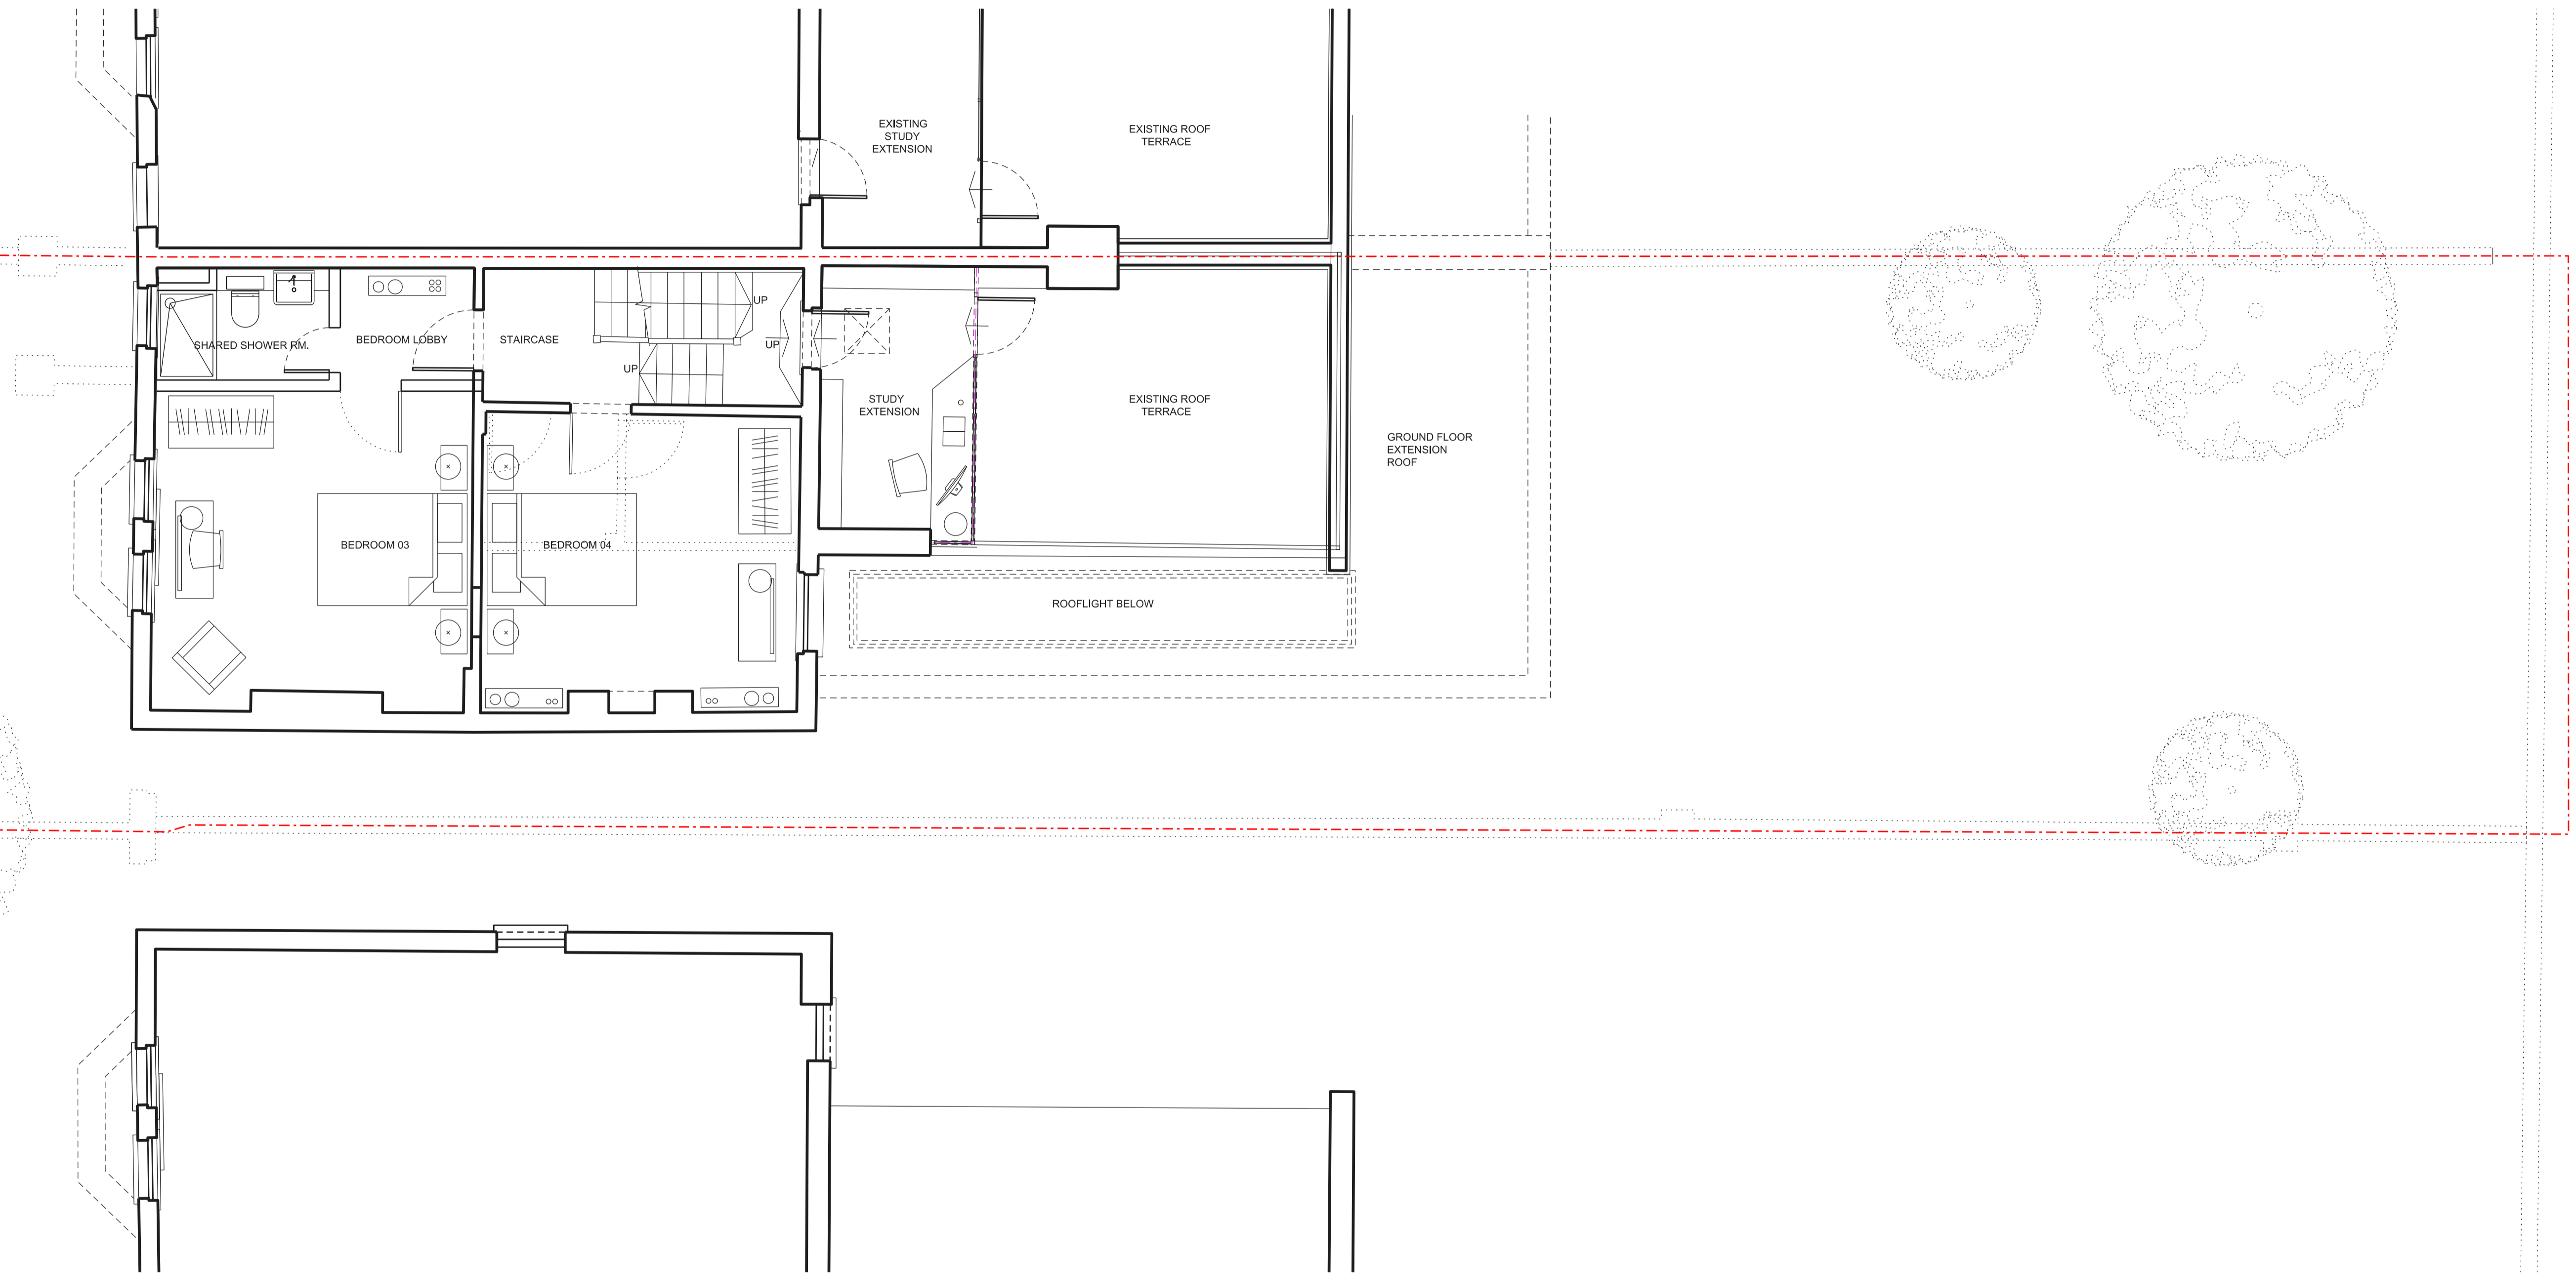 EXISTING
STUDY
EXTENSION
EXISTING ROOF
TERRACE
SHARED SHOWER RM.
BEDROOM LOBBY
STAIRCASE
UP
UP
UP
STUDY
EXTENSION
EXISTING ROOF
TERRACE
GROUND FLOOR
EXTENSION
ROOF
BEDROOM 03
BEDROOM 04
ROOFLIGHT BELOW